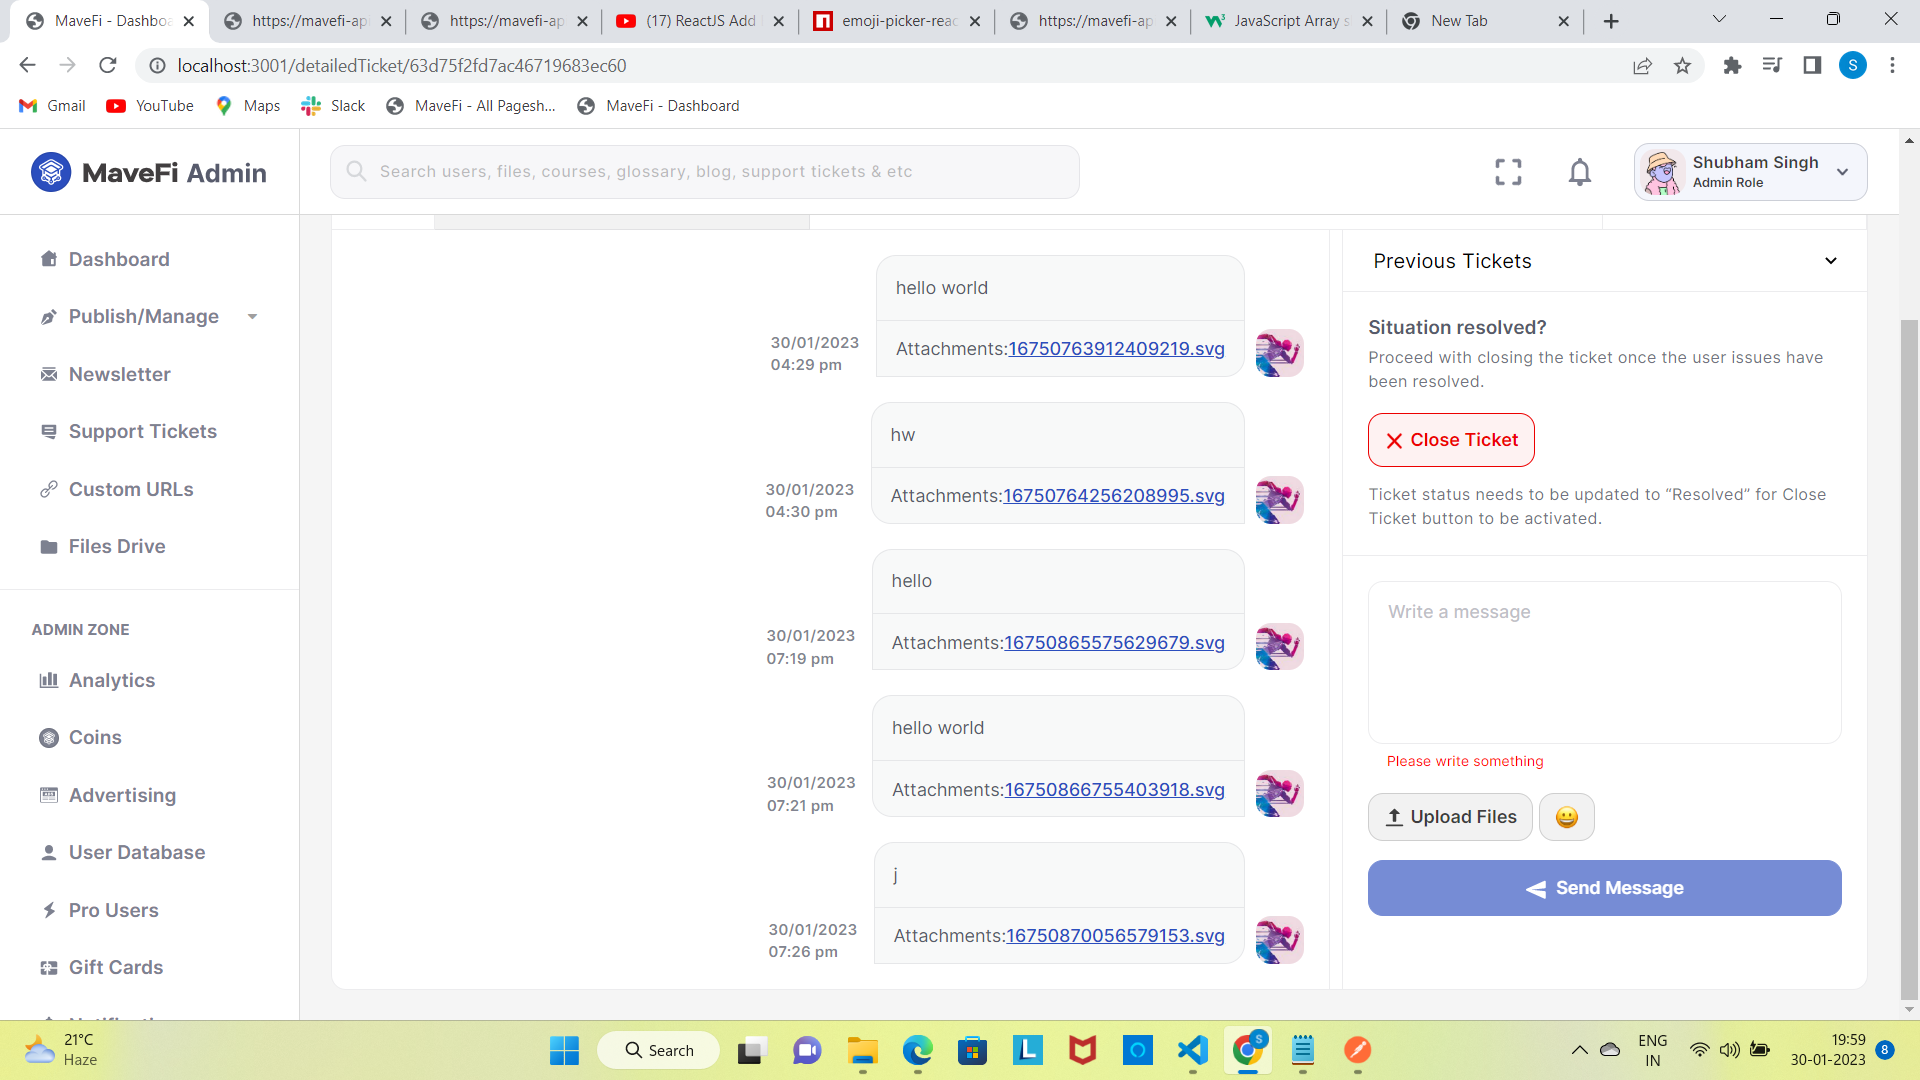 MaveFi - Dashboa
https://mavefi-ap
https://mavefi-ap
(17) ReactJS Add
emoji-picker-reac
https://mavefi-ap
JavaScript Array s
New Tab
localhost:3001/detailedTicket/63d75f2fd7ac46719683ec60
S
Gmail
YouTube
Maps
Slack
MaveFi - All Pagesh...
MaveFi - Dashboard
MaveFi Admin
Search users, files, courses, glossary, blog, support tickets & etc
Shubham Singh
Admin Role
Dashboard
Publish/Manage
Newsletter
Support Tickets
Custom URLs
Files Drive
ADMIN ZONE
Analytics
Coins
Advertising
User Database
Pro Users
Gift Cards
hello world
30/01/2023
04:29 pm
Attachments:16750763912409219.svg
hw
30/01/2023
04:30 pm
Attachments:16750764256208995.svg
hello
30/01/2023
07:19 pm
Attachments:16750865575629679.svg
hello world
30/01/2023
07:21 pm
Attachments:16750866755403918.svg
j
30/01/2023
07:26 pm
Attachments:16750870056579153.svg
Previous Tickets
Situation resolved?
Proceed with closing the ticket once the user issues have
been resolved.
Close Ticket
Ticket status needs to be updated to “Resolved” for Close
Ticket button to be activated.
Write a message
Please write something
Upload Files
Send Message
21°C
Haze
Search
ENG
IN
19:59
30-01-2023
8